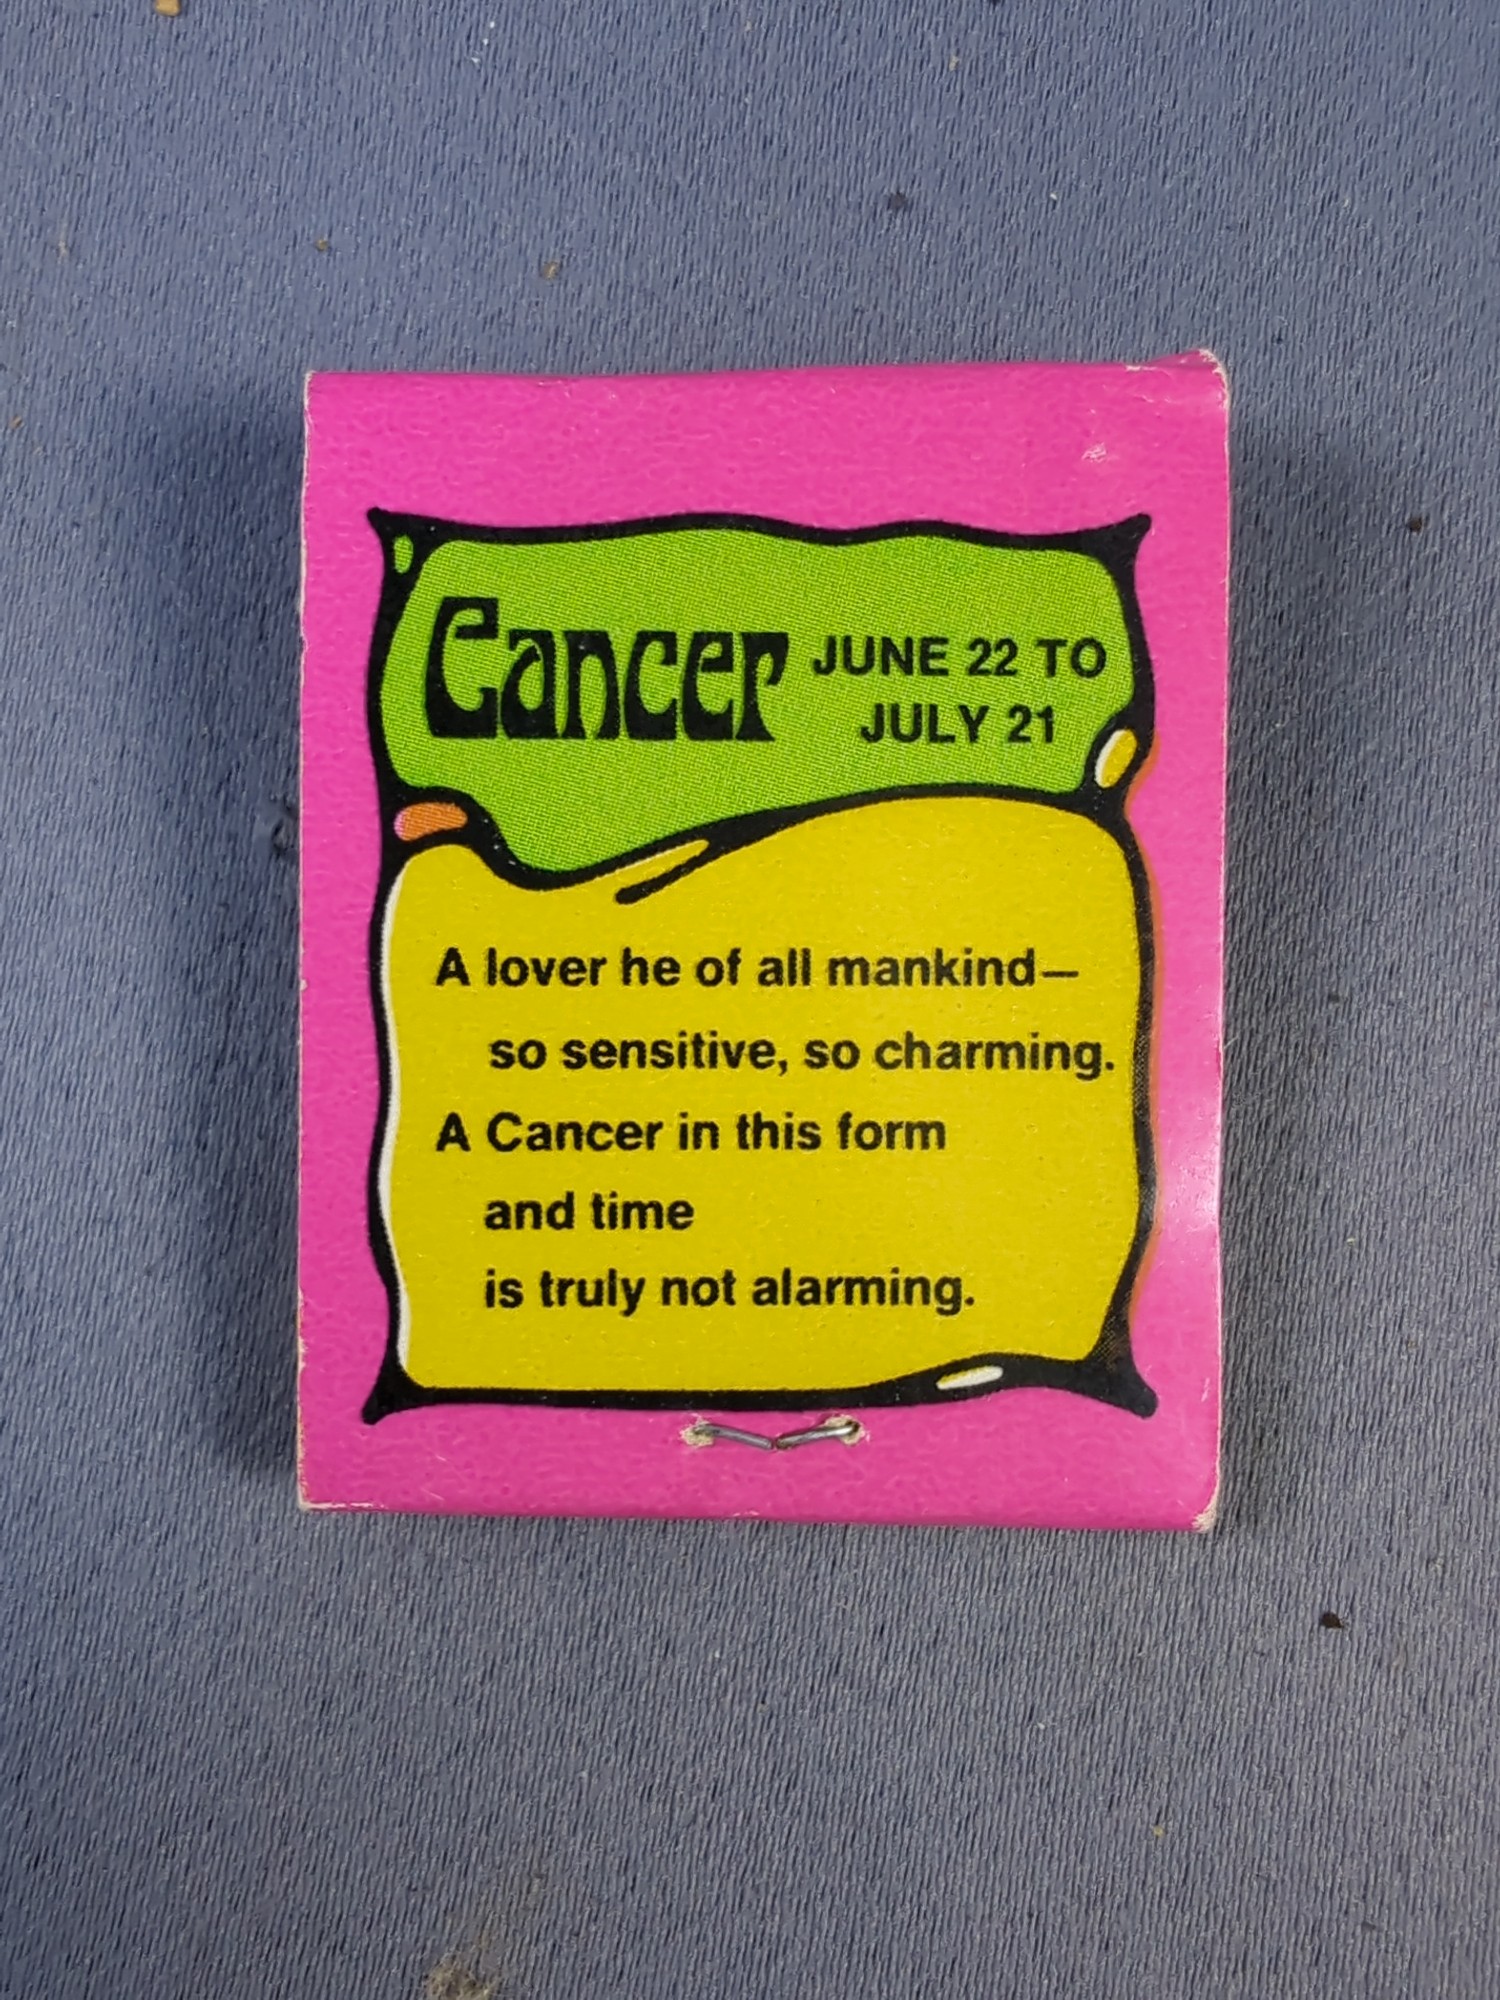 Cancer JUNE 22 TO
JULY 21
A lover he of all mankind—
so sensitive, so charming.
A Cancer in this form
and time
is truly not alarming.